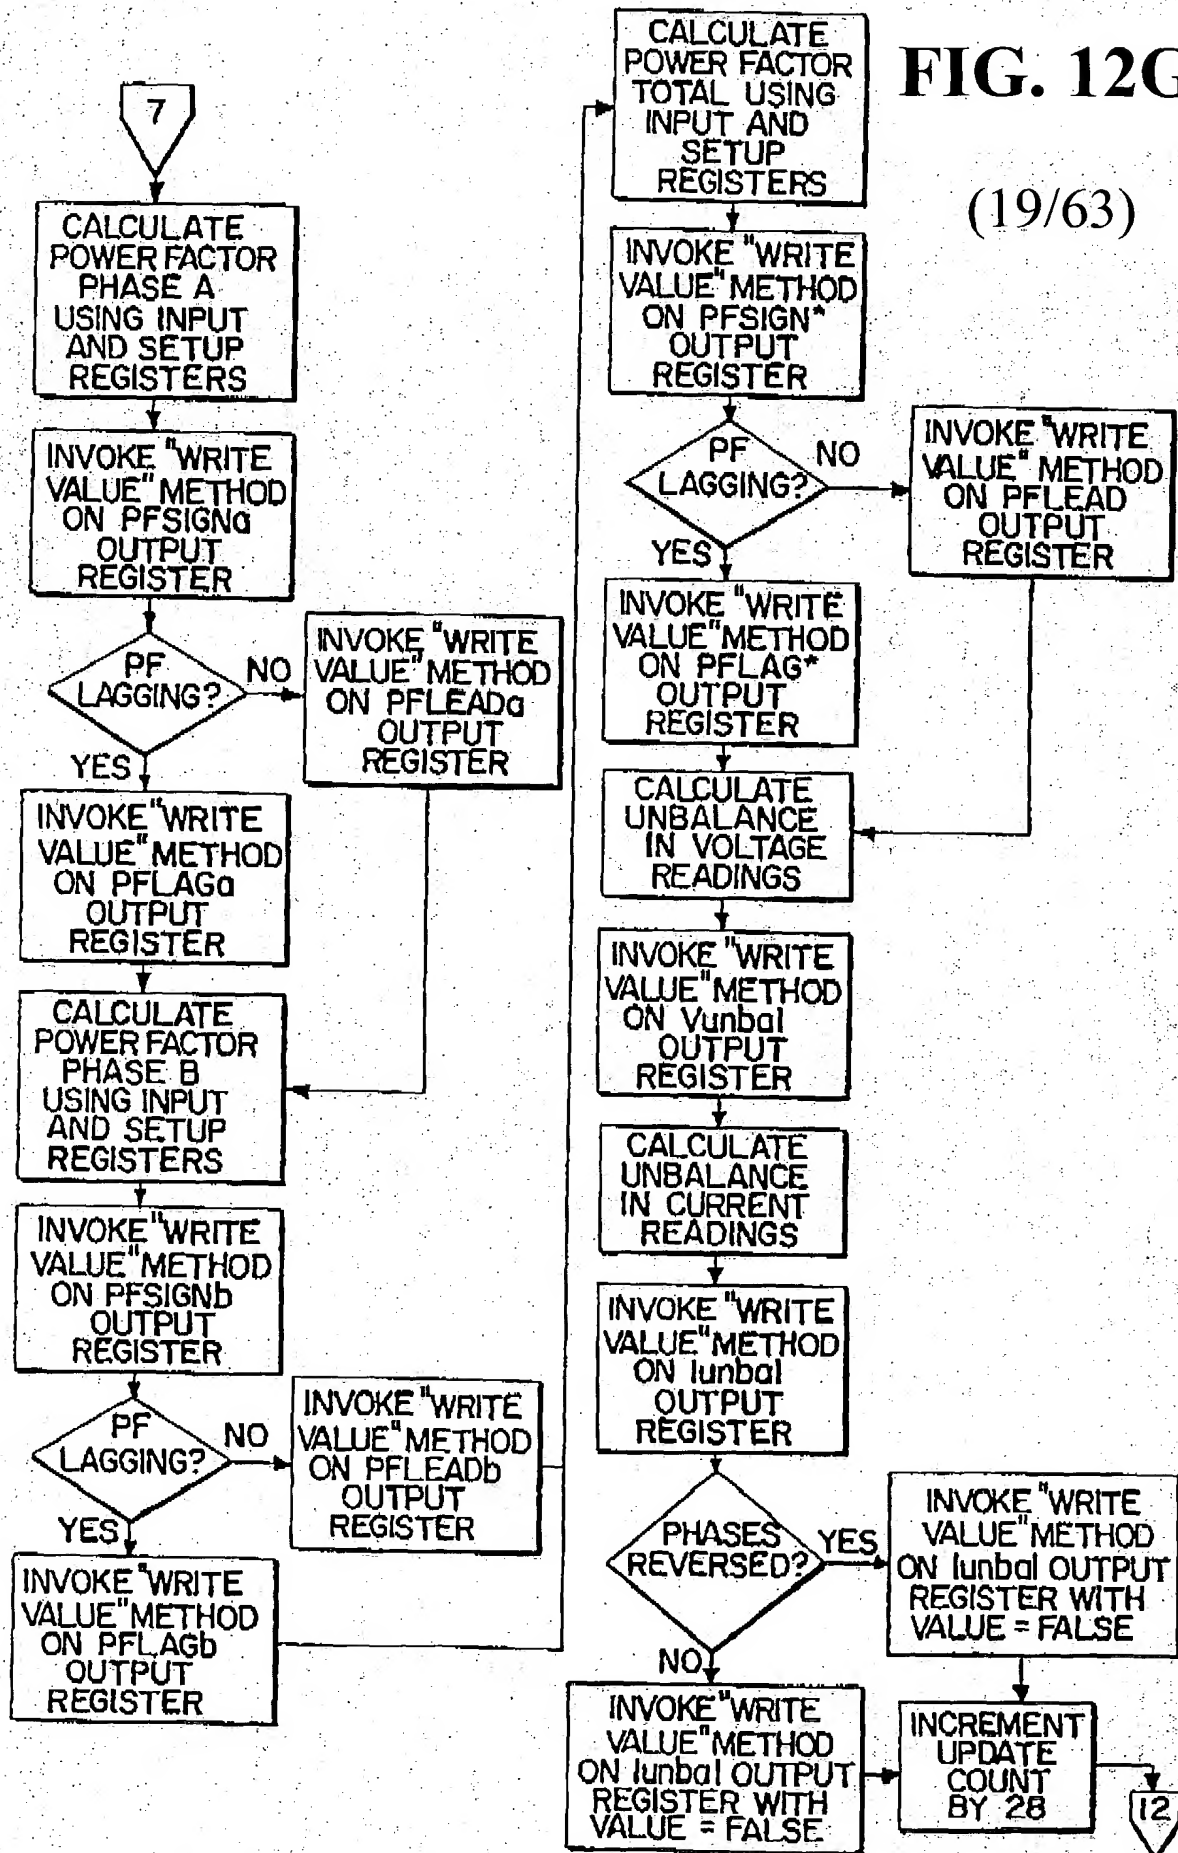 FIG. 12G
(19/63)
7
CALCULATE
POWER FACTOR
PHASE A
USING INPUT
AND SETUP
REGISTERS
INVOKE "WRITE
VALUE" METHOD
ON PFSIGNa
OUTPUT
REGISTER
PF
LAGGING?
NO
INVOKE "WRITE
VALUE" METHOD
ON PFLEADa
OUTPUT
REGISTER
YES
INVOKE "WRITE
VALUE" METHOD
ON PFLAGa
OUTPUT
REGISTER
CALCULATE
POWER FACTOR
PHASE B
USING INPUT
AND SETUP
REGISTERS
INVOKE "WRITE
VALUE" METHOD
ON PFSIGNb
OUTPUT
REGISTER
PF
LAGGING?
NO
INVOKE "WRITE
VALUE" METHOD
ON PFLEADb
OUTPUT
REGISTER
YES
INVOKE "WRITE
VALUE" METHOD
ON PFLAGb
OUTPUT
REGISTER
CALCULATE
POWER FACTOR
TOTAL USING
INPUT AND
SETUP
REGISTERS
INVOKE "WRITE
VALUE" METHOD
ON PFSIGN*
OUTPUT
REGISTER
PF
LAGGING?
NO
INVOKE "WRITE
VALUE" METHOD
ON PFLEAD
OUTPUT
REGISTER
YES
INVOKE "WRITE
VALUE" METHOD
ON PFLAG*
OUTPUT
REGISTER
CALCULATE
UNBALANCE
IN VOLTAGE
READINGS
INVOKE "WRITE
VALUE" METHOD
ON Vunbal
OUTPUT
REGISTER
CALCULATE
UNBALANCE
IN CURRENT
READINGS
INVOKE "WRITE
VALUE" METHOD
ON Iunbal
OUTPUT
REGISTER
PHASES
REVERSED?
YES
INVOKE "WRITE
VALUE" METHOD
ON Iunbal OUTPUT
REGISTER WITH
VALUE = FALSE
NO
INVOKE "WRITE
VALUE" METHOD
ON Iunbal OUTPUT
REGISTER WITH
VALUE = FALSE
INCREMENT
UPDATE
COUNT
BY 28
12